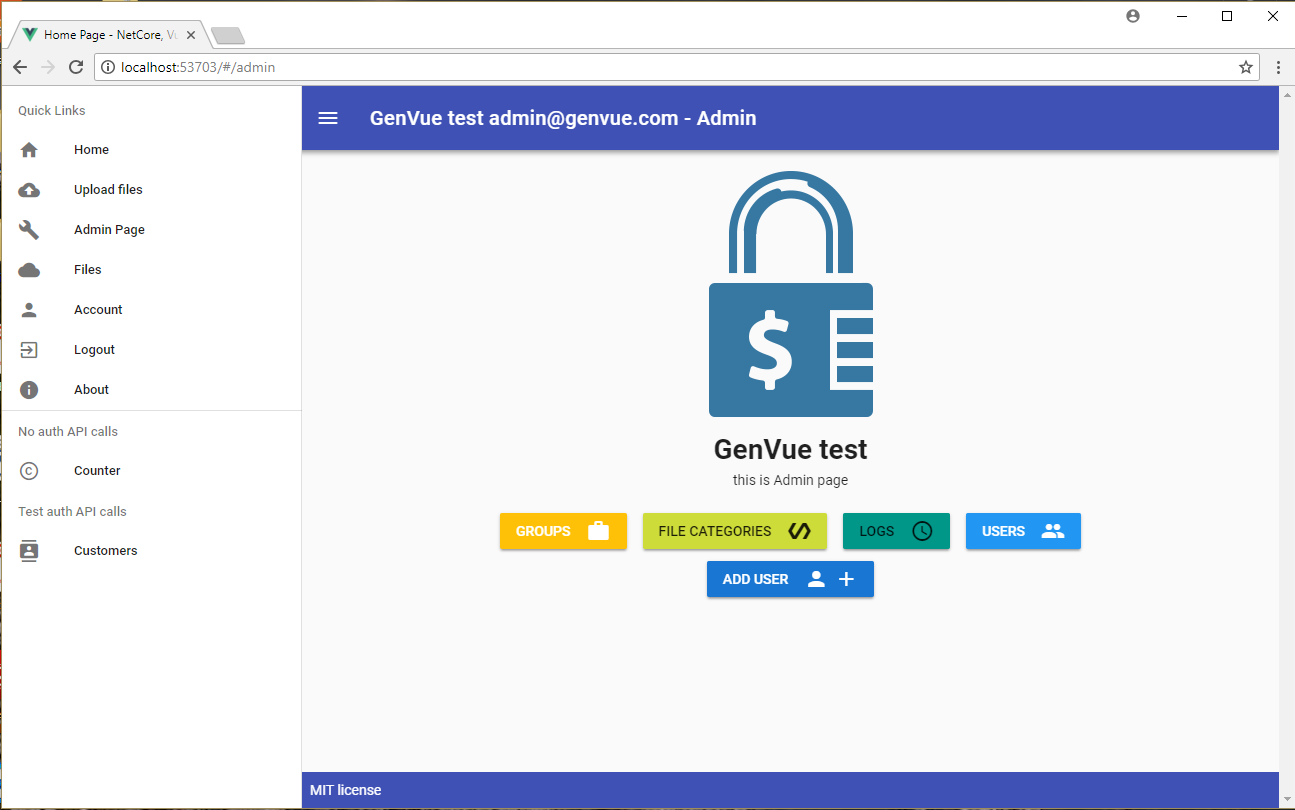 Home Page - NetCore, Vu
localhost:53703/#/admin
Quick Links
Home
Upload files
Admin Page
Files
Account
Logout
About
No auth API calls
Counter
Test auth API calls
Customers
GenVue test admin@genvue.com - Admin
$
GenVue test
this is Admin page
GROUPS FILE CATEGORIES LOGS USERS
ADD USER
MIT license